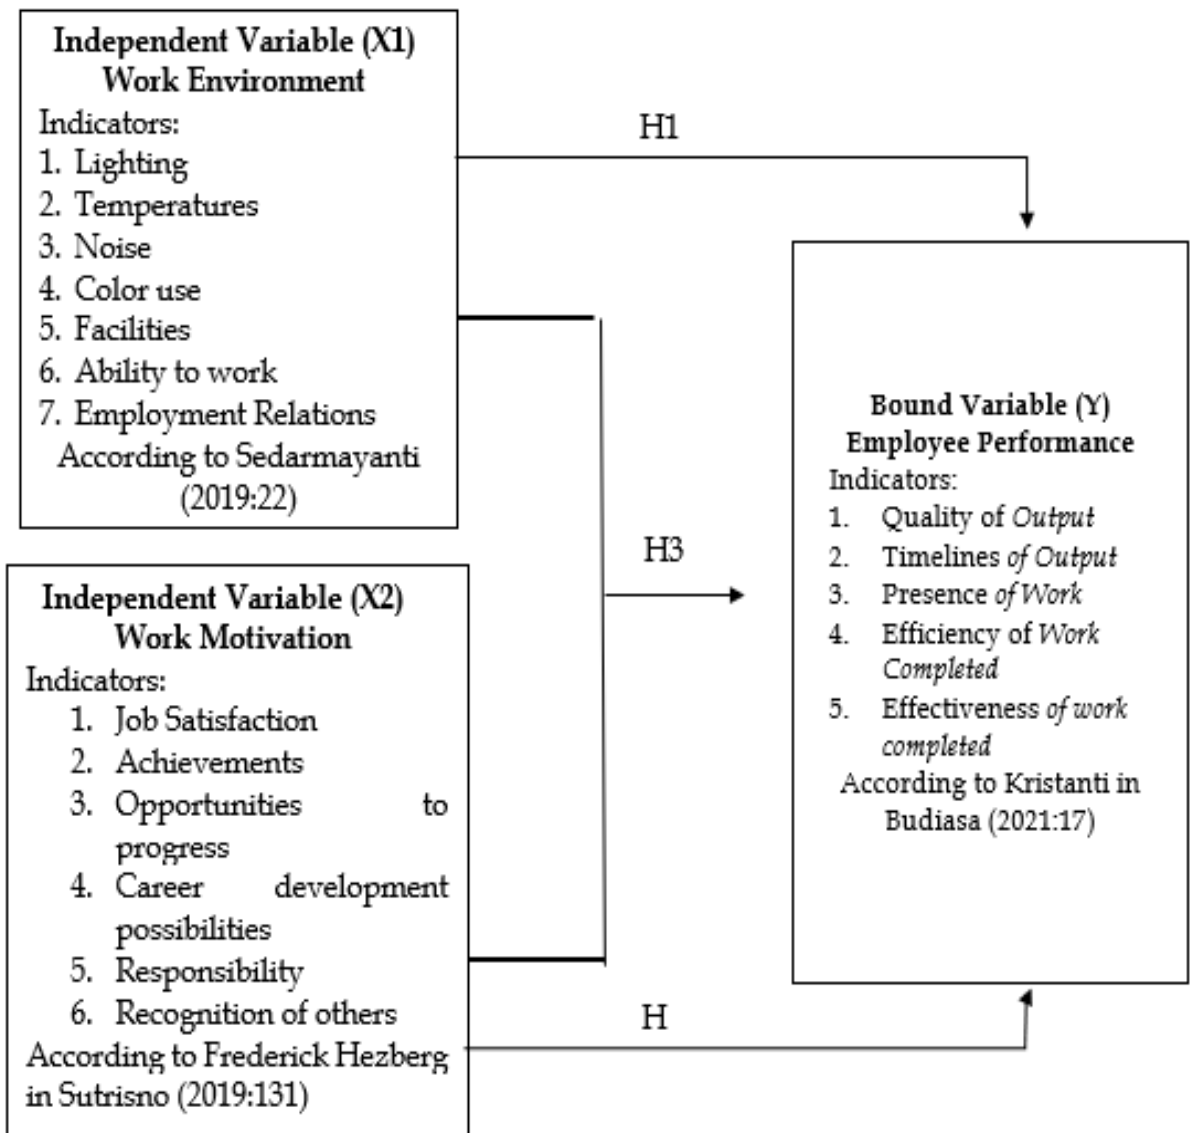 Independent Variable (X1)
Work Environment
Indicators:
1. Lighting
2. Temperatures
3. Noise
4. Color use
5. Facilities
6. Ability to work
7. Employment Relations
According to Sedarmayanti
(2019:22)
H1
Independent Variable (X2)
Work Motivation
Indicators:
1. Job Satisfaction
2. Achievements
3. Opportunities to
progress
4. Career development
possibilities
5. Responsibility
6. Recognition of others
According to Frederick Hezberg
in Sutrisno (2019:131)
H3
H
Bound Variable (Y)
Employee Performance
Indicators:
1. Quality of Output
2. Timelines of Output
3. Presence of Work
4. Efficiency of Work
Completed
5. Effectiveness of work
completed
According to Kristanti in
Budiasa (2021:17)